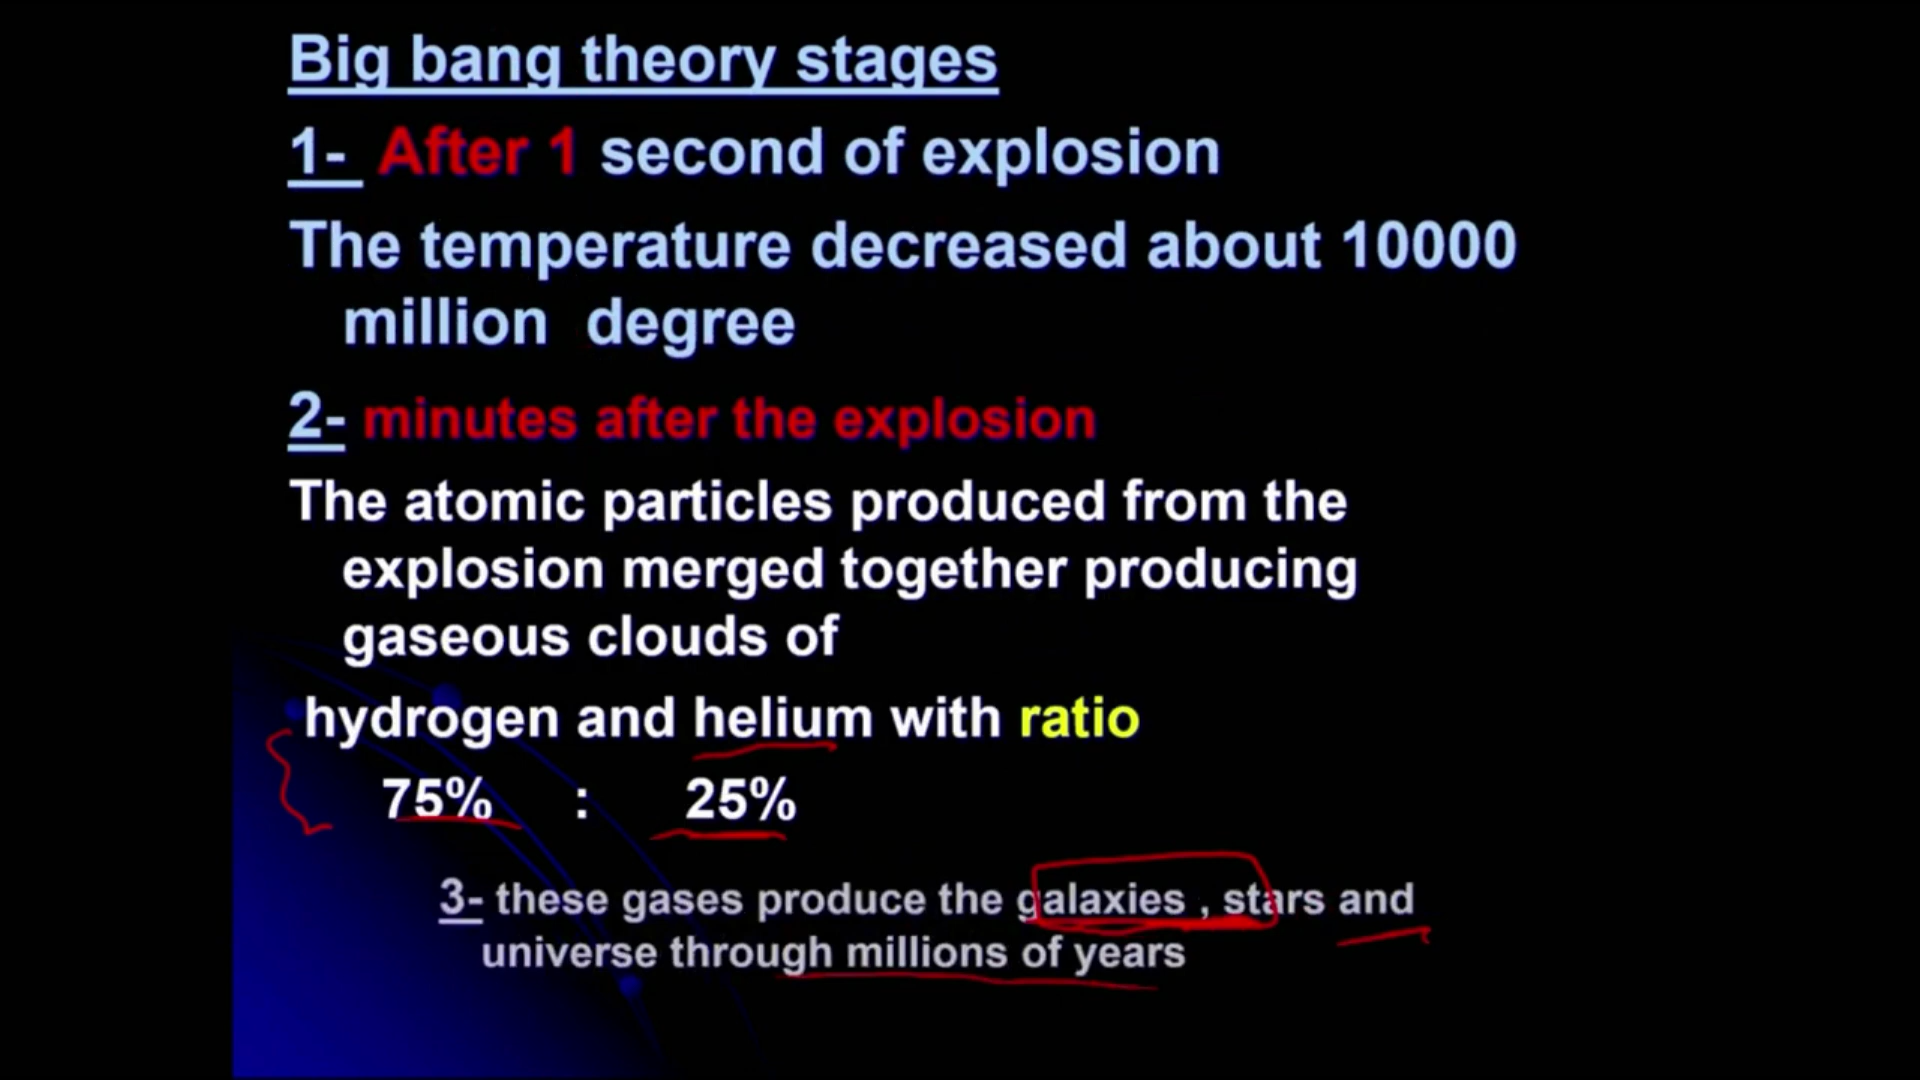 Big bang theory stages
1- After 1 second of explosion
The temperature decreased about 10000
million degree
2- minutes after the explosion
The atomic particles produced from the
explosion merged together producing
gaseous clouds of
hydrogen and helium with ratio
75% : 25%
3- these gases produce the galaxies , stars and
universe through millions of years